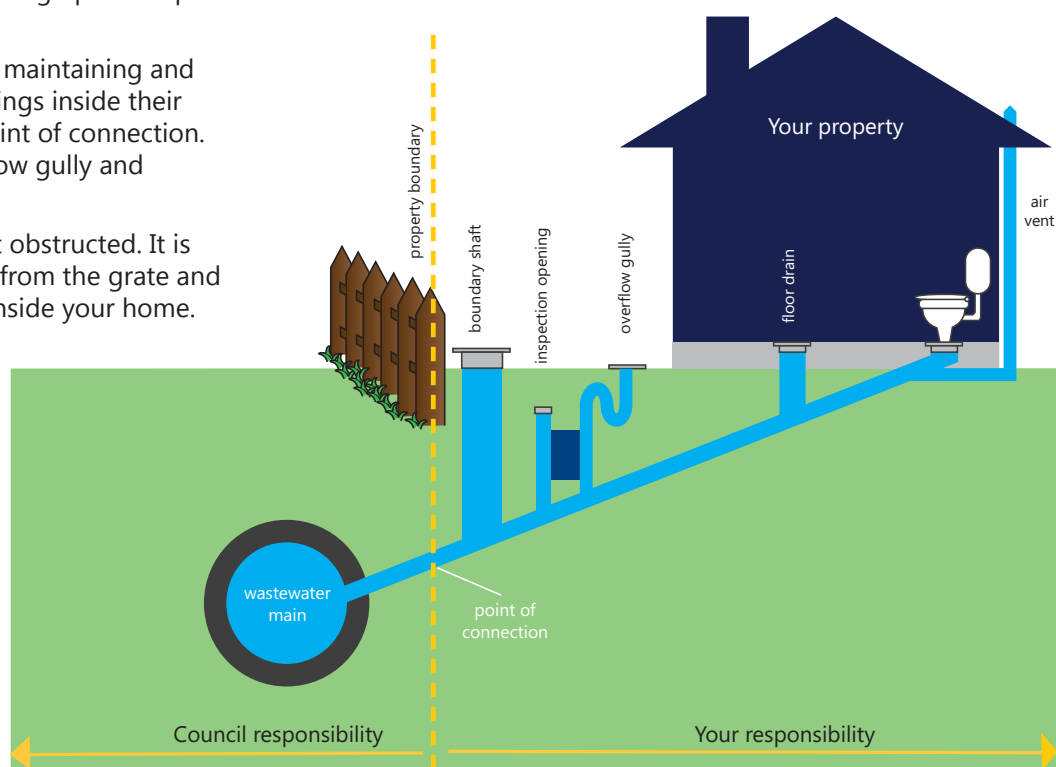 maintaining and
ings inside their
int of connection.
ow gully and
t obstructed. It is
from the grate and
nside your home.
property boundary
boundary shaft
inspection opening
overflow gully
Your property
floor drain
air
vent
wastewater
main
point of
connection
Council responsibility
Your responsibility